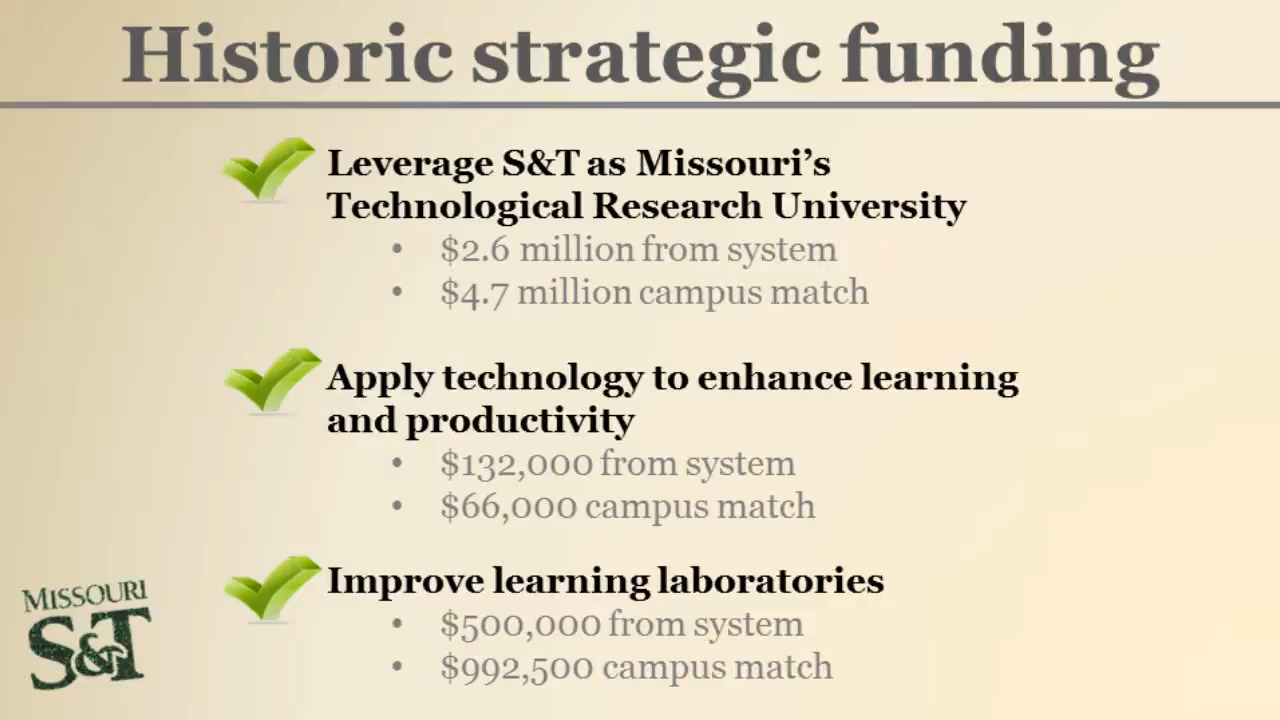 Historic strategic funding
Leverage S&T as Missouri’s
Technological Research University
• $2.6 million from system
• $4.7 million campus match
Apply technology to enhance learning
and productivity
• $132,000 from system
• $66,000 campus match
Improve learning laboratories
• $500,000 from system
• $992,500 campus match
MISSOURI
S&T